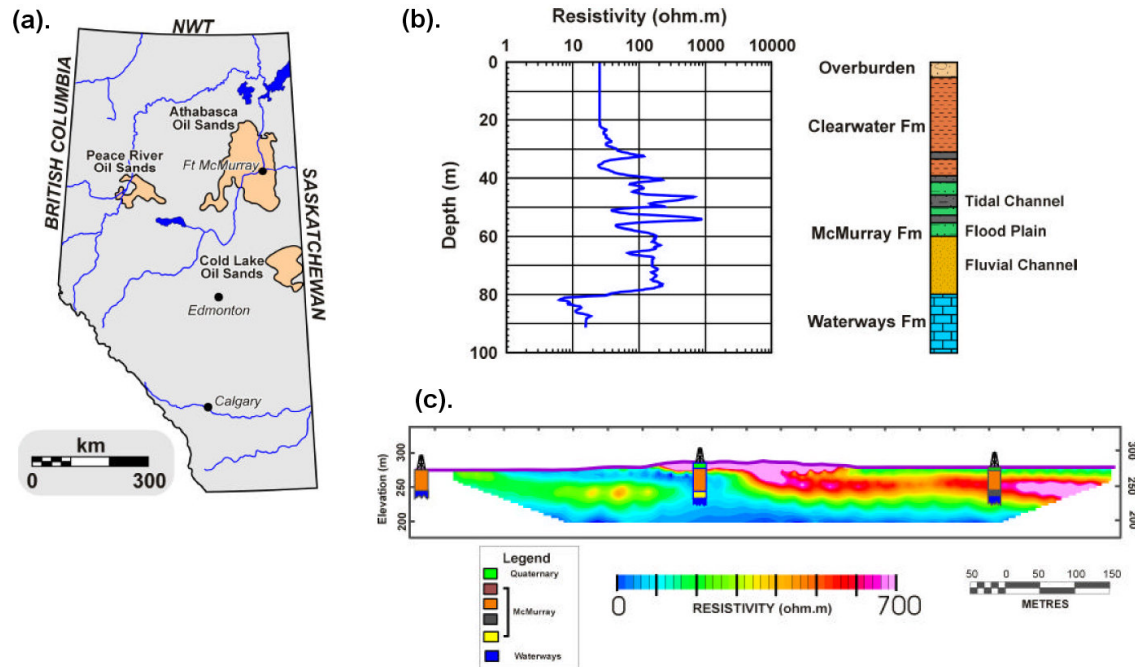 (a).
NWT
BRITISH COLUMBIA
SASKATCHEWAN
Athabasca
Oil Sands
Peace River
Oil Sands
Ft McMurray
Cold Lake
Oil Sands
Edmonton
Calgary
km
0 300
(b).
Resistivity (ohm.m)
1 10 100 1000 10000
Depth (m)
0
20
40
60
80
100
Overburden
Clearwater Fm
Tidal Channel
McMurray Fm
Flood Plain
Fluvial Channel
Waterways Fm
(c).
Elevation (m)
300
250
200
300
250
200
Legend
Quaternary
McMurray
Waterways
0 700
RESISTIVITY (ohm.m)
50 0 50 100 150
METRES